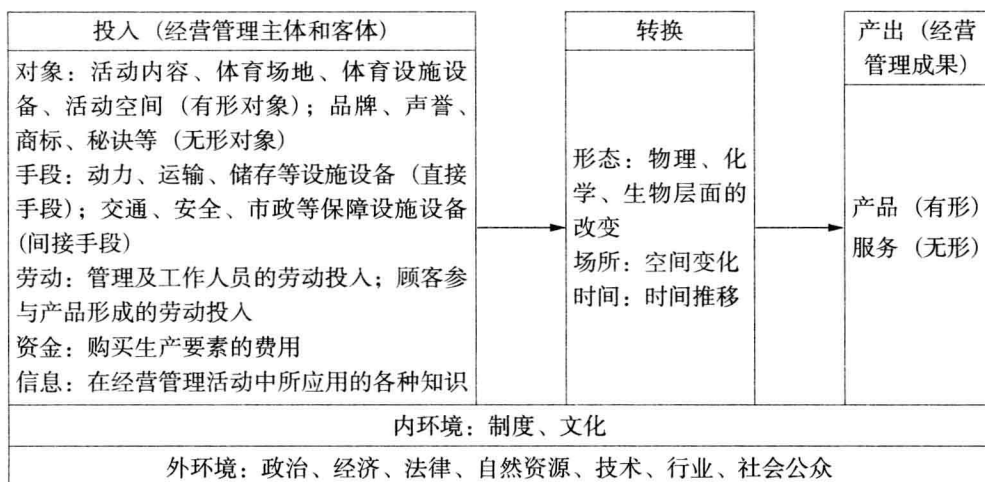 投入（经营管理主体和客体）
对象：活动内容、体育场地、体育设施设
备、活动空间（有形对象）；品牌、声誉、
商标、秘诀等（无形对象）
手段：动力、运输、储存等设施设备（直接
手段）；交通、安全、市政等保障设施设备
（间接手段）
劳动：管理及工作人员的劳动投入；顾客参
与产品形成的劳动投入
资金：购买生产要素的费用
信息：在经营管理活动中所应用的各种知识
转换
形态：物理、化
学、生物层面的
改变
场所：空间变化
时间：时间推移
产出（经营
管理成果）
产品（有形）
服务（无形）
内环境：制度、文化
外环境：政治、经济、法律、自然资源、技术、行业、社会公众